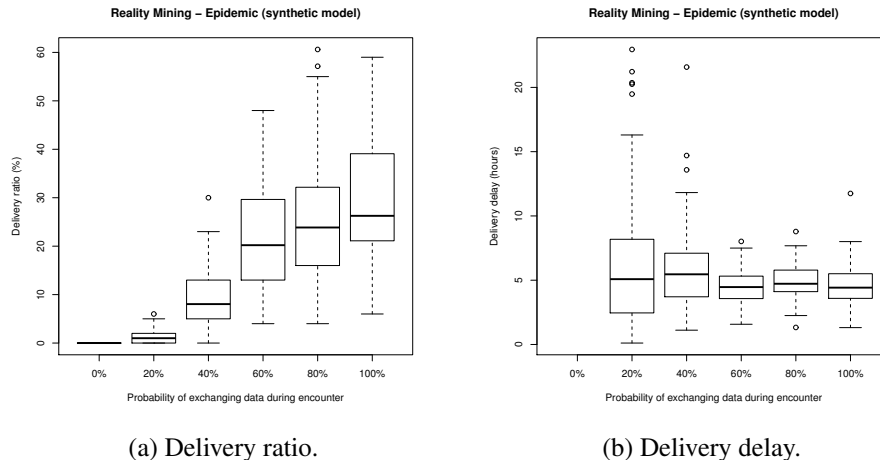 Reality Mining − Epidemic (synthetic model)
Delivery ratio (%)
60
50
40
30
20
10
0
0% 20% 40% 60% 80% 100%
Probability of exchanging data during encounter
(a) Delivery ratio.
Reality Mining − Epidemic (synthetic model)
Delivery delay (hours)
20
15
10
5
0
0% 20% 40% 60% 80% 100%
Probability of exchanging data during encounter
(b) Delivery delay.